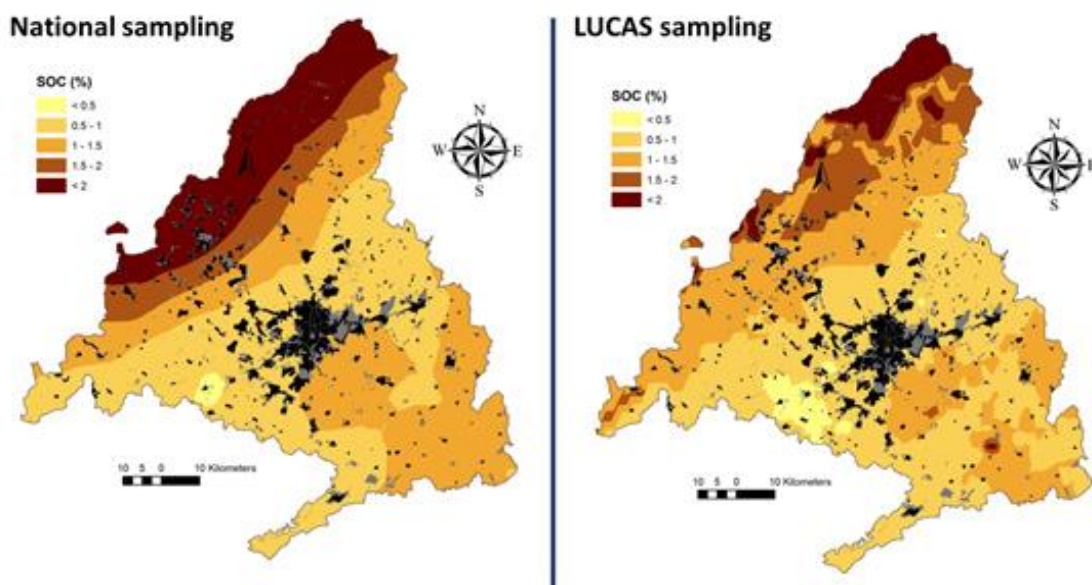 National sampling
SOC (%)
< 0.5
0.5 - 1
1 - 1.5
1.5 - 2
< 2
N
W E
S
10 5 0 10 Kilometers
LUCAS sampling
SOC (%)
< 0.5
0.5 - 1
1 - 1.5
1.5 - 2
< 2
N
W E
S
10 5 0 10 Kilometers